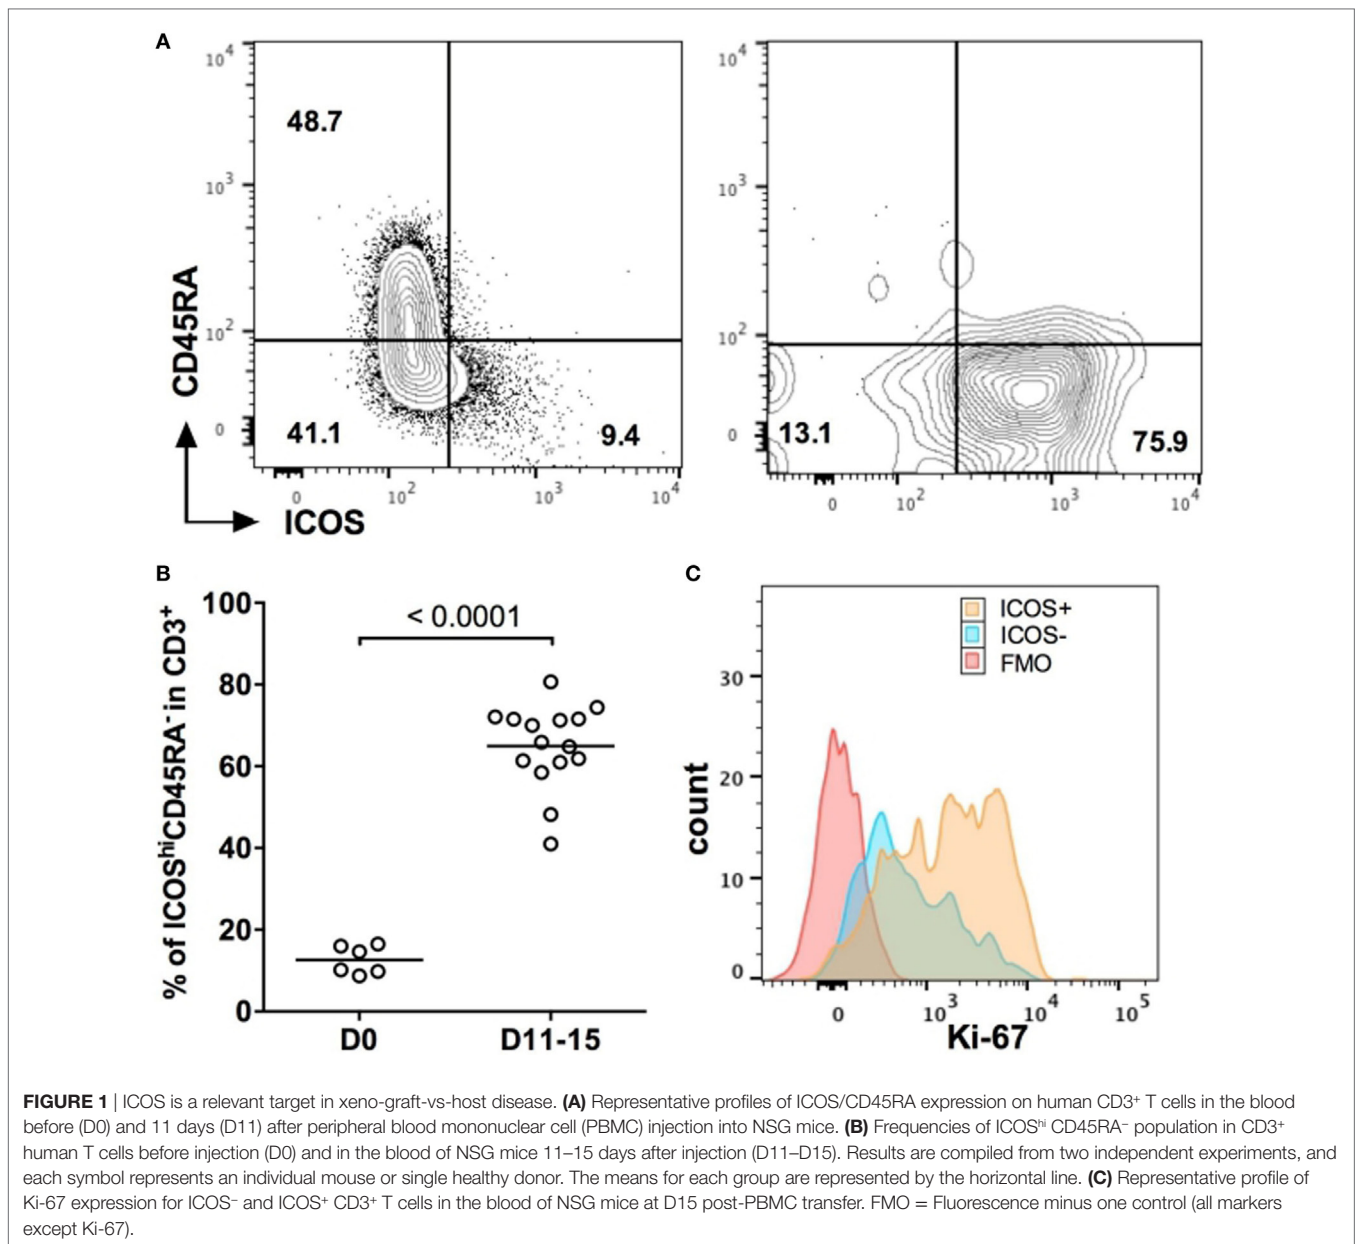 A
10⁴
10³
10²
0
48.7
41.1
9.4
0
10²
10³
10⁴
CD45RA
ICOS
10⁴
10³
10²
0
13.1
75.9
0
10²
10³
10⁴
B
% of ICOSʰⁱCD45RA⁻ in CD3⁺
100
80
60
40
20
0
< 0.0001
D0
D11-15
C
ICOS+
ICOS-
FMO
count
30
20
10
0
0
10³
10⁴
10⁵
Ki-67
FIGURE 1 | ICOS is a relevant target in xeno-graft-vs-host disease. (A) Representative profiles of ICOS/CD45RA expression on human CD3⁺ T cells in the blood
before (D0) and 11 days (D11) after peripheral blood mononuclear cell (PBMC) injection into NSG mice. (B) Frequencies of ICOSʰⁱ CD45RA⁻ population in CD3⁺
human T cells before injection (D0) and in the blood of NSG mice 11–15 days after injection (D11–D15). Results are compiled from two independent experiments, and
each symbol represents an individual mouse or single healthy donor. The means for each group are represented by the horizontal line. (C) Representative profile of
Ki-67 expression for ICOS⁻ and ICOS⁺ CD3⁺ T cells in the blood of NSG mice at D15 post-PBMC transfer. FMO = Fluorescence minus one control (all markers
except Ki-67).